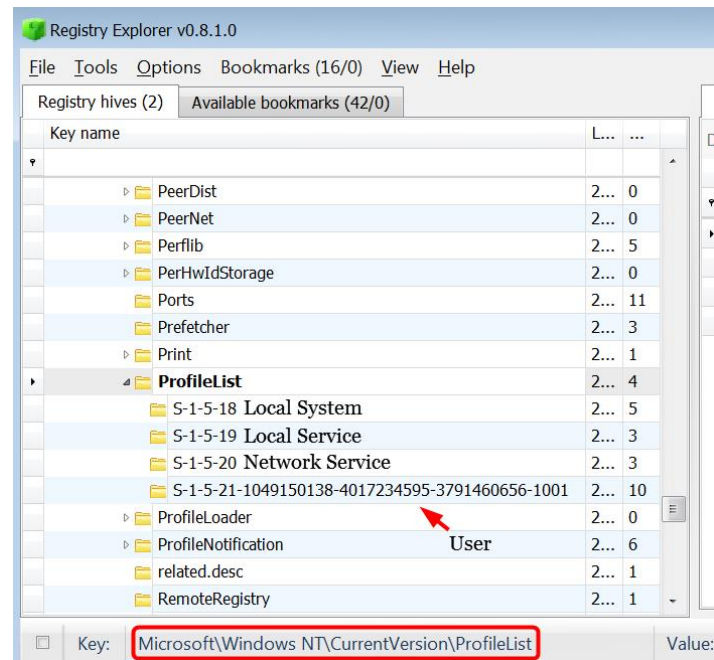 Registry Explorer v0.8.1.0
File Tools Options Bookmarks (16/0) View Help
Registry hives (2) Available bookmarks (42/0)
Key name L... ...
PeerDist 2... 0
PeerNet 2... 0
Perflib 2... 5
PerHwIdStorage 2... 0
Ports 2... 11
Prefetcher 2... 3
Print 2... 1
ProfileList 2... 4
S-1-5-18 Local System 2... 5
S-1-5-19 Local Service 2... 3
S-1-5-20 Network Service 2... 3
S-1-5-21-1049150138-4017234595-3791460656-1001 2... 10
ProfileLoader 2... 0
ProfileNotification User 2... 6
related.desc 2... 1
RemoteRegistry 2... 1
Key: Microsoft\Windows NT\CurrentVersion\ProfileList Value: